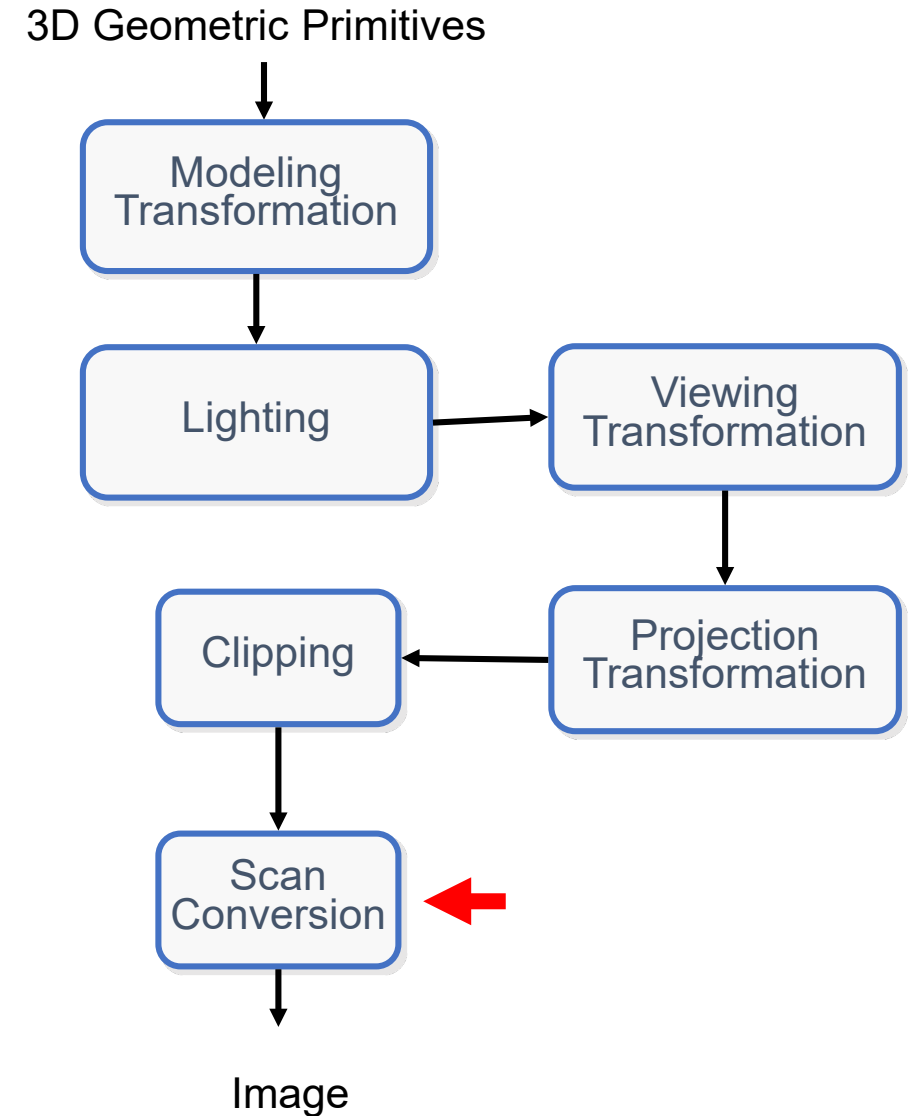 3D Geometric Primitives
Modeling
Transformation
Lighting
Viewing
Transformation
Projection
Transformation
Clipping
Scan
Conversion
Image